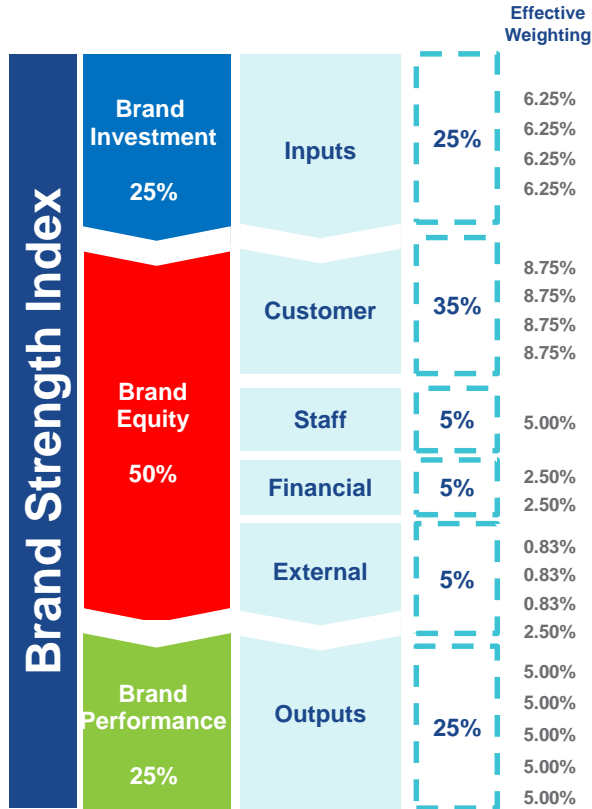 Effective
Weighting
Brand Strength Index
Brand
Investment
25%
Inputs
25%
6.25%
6.25%
6.25%
6.25%
Brand
Equity
50%
Customer
35%
8.75%
8.75%
8.75%
8.75%
Staff
5%
5.00%
Financial
5%
2.50%
2.50%
External
5%
0.83%
0.83%
0.83%
2.50%
Brand
Performance
25%
Outputs
25%
5.00%
5.00%
5.00%
5.00%
5.00%